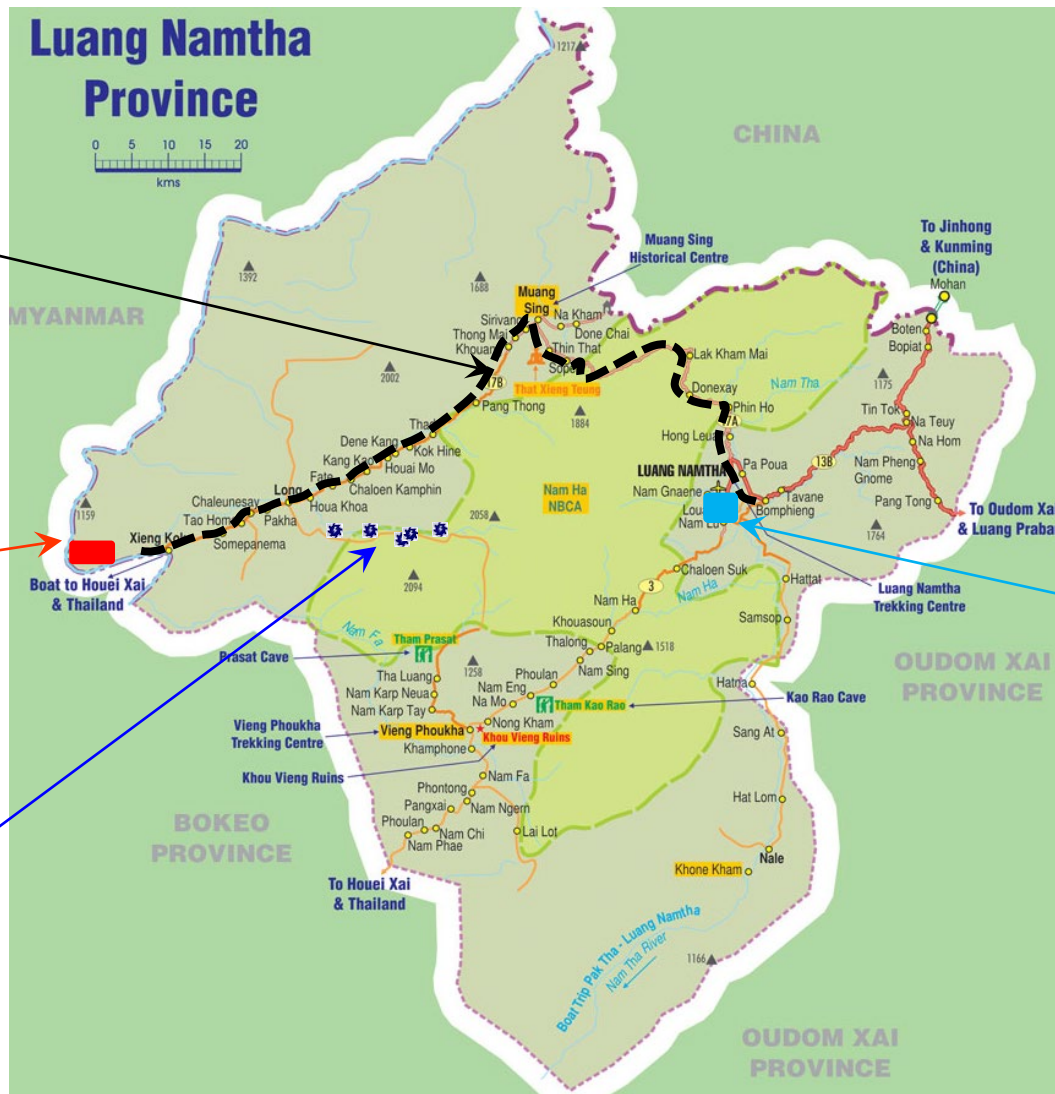 Luang Namtha
Province
0 5 10 15 20
kms
1217
CHINA
MYANMAR
Muang Sing
Historical Centre
To Jinhong
& Kunming
(China)
Mohan
1392
1688
Muang
Sing
Na Kham
Done Chai
Boten
Bopiat
Thong Mai
Thin That
Lak Kham Mai
2002
17B
That Xieng Teung
Nam Tha
1175
Donexay
Pang Thong
1884
Phin Ho
7A
Tin Tok
Na Teuy
Dene Kang
Kok Hine
Hong Leua
Na Hom
Kang Kao
Houai Mo
LUANG NAMTHA
Pa Poua
13B
Nam Pheng
Gnome
Fate
Chaloen Kamphin
Nam Ha
NBCA
Nam Gnaene
Tavane
1159
Chaleunesay
Long
Houa Khoa
Bomphieng
Pang Tong
Tao Hom
Pakha
2058
To Oudom Xai
& Luang Praba
Xieng Kok
Somepanema
1764
Boat to Houei Xai
& Thailand
2094
Chaloen Suk
Luang Namtha
Trekking Centre
3
Nam Ha
Hattat
Nam Ha
Samsop
Nam Fa
Khouasoun
Tham Prasat
Thalong
Palang
1518
OUDOM XAI
PROVINCE
Prasat Cave
1258
Nam Sing
Tha Luang
Phoulan
Hatna
Nam Karp Neua
Nam Eng
Na Mo
Tham Kao Rao
Kao Rao Cave
Nam Karp Tay
Nong Kham
Vieng Phoukha
Trekking Centre
Vieng Phoukha
Khou Vieng Ruins
Sang At
Khamphone
Khou Vieng Ruins
Nam Fa
Phontong
Pangxai
Nam Ngern
Hat Lom
BOKEO
PROVINCE
Phoulan
Nam Chi
Lai Lot
Nam Phae
Nale
Khone Kham
To Houei Xai
& Thailand
Boat Trip Pak Tha - Luang Namtha
Nam Tha River
1166
OUDOM XAI
PROVINCE